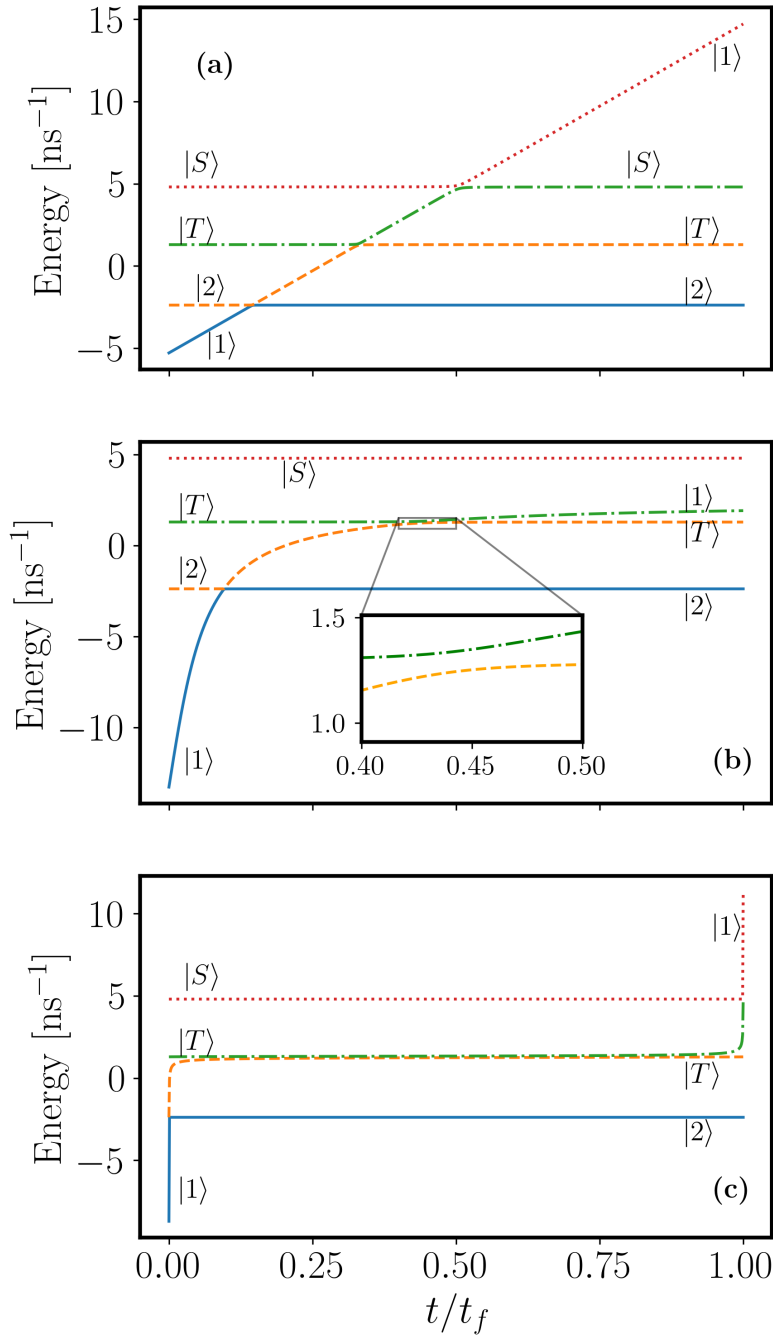 15
(a)
|1⟩
10
|S⟩
|S⟩
5
|T⟩
|T⟩
0
|2⟩
|2⟩
−5
|1⟩
Energy [ns⁻¹]
5
|S⟩
|T⟩
|1⟩
|T⟩
0
|2⟩
|2⟩
−5
1.5
1.0
−10
|1⟩
0.40
0.45
0.50
(b)
Energy [ns⁻¹]
10
|1⟩
|S⟩
5
|T⟩
|T⟩
0
|2⟩
−5
|1⟩
(c)
Energy [ns⁻¹]
0.00
0.25
0.50
0.75
1.00
t/t_f